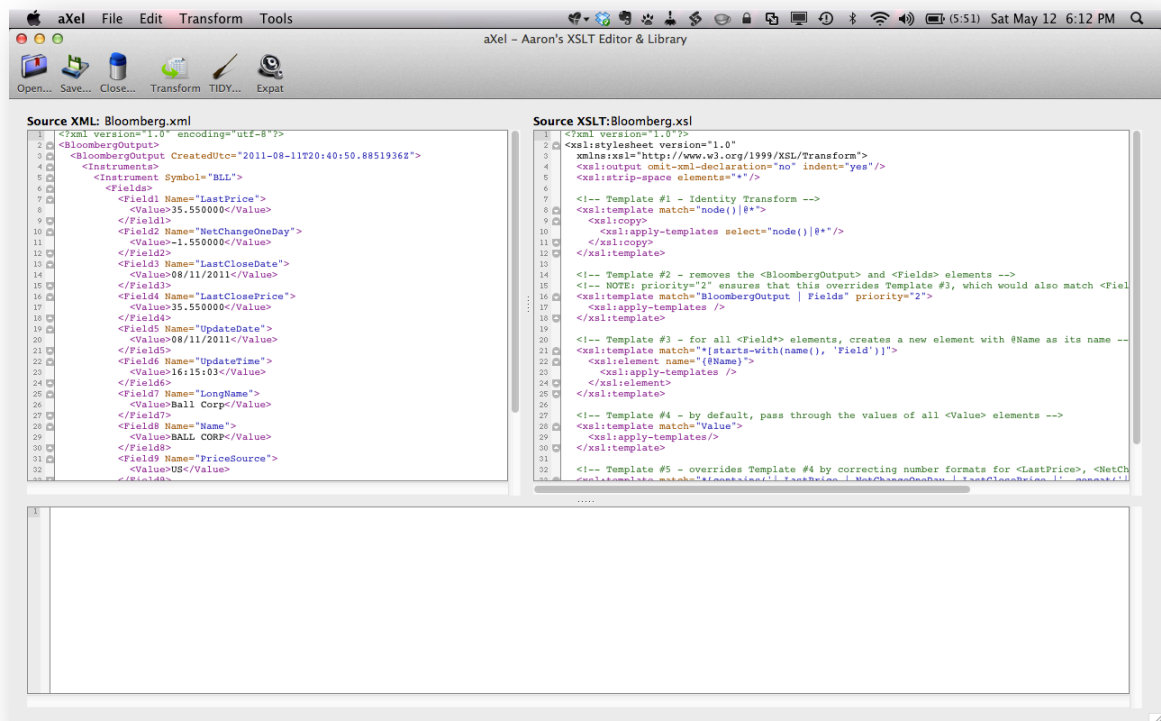 aXel File Edit Transform Tools (5:51) Sat May 12 6:12 PM
aXel – Aaron's XSLT Editor & Library
Open... Save... Close... Transform TIDY... Expat
Source XML: Bloomberg.xml
1 <?xml version="1.0" encoding="utf-8"?>
2 <BloombergOutput>
3 <BloombergOutput CreatedUtc="2011-08-11T20:40:50.8851936Z">
4 <Instruments>
5 <Instrument Symbol="BLL">
6 <Fields>
7 <Field1 Name="LastPrice">
8 <Value>35.550000</Value>
9 </Field1>
10 <Field2 Name="NetChangeOneDay">
11 <Value>-1.550000</Value>
12 </Field2>
13 <Field3 Name="LastCloseDate">
14 <Value>08/11/2011</Value>
15 </Field3>
16 <Field4 Name="LastClosePrice">
17 <Value>35.550000</Value>
18 </Field4>
19 <Field5 Name="UpdateDate">
20 <Value>08/11/2011</Value>
21 </Field5>
22 <Field6 Name="UpdateTime">
23 <Value>16:15:03</Value>
24 </Field6>
25 <Field7 Name="LongName">
26 <Value>Ball Corp</Value>
27 </Field7>
28 <Field8 Name="Name">
29 <Value>BALL CORP</Value>
30 </Field8>
31 <Field9 Name="PriceSource">
32 <Value>US</Value>
</Field9>
Source XSLT:Bloomberg.xsl
1 <?xml version="1.0"?>
2 <xsl:stylesheet version="1.0"
3 xmlns:xsl="http://www.w3.org/1999/XSL/Transform">
4 <xsl:output omit-xml-declaration="no" indent="yes"/>
5 <xsl:strip-space elements="*"/>
6
7 <!-- Template #1 - Identity Transform -->
8 <xsl:template match="node()|@*">
9 <xsl:copy>
10 <xsl:apply-templates select="node()|@*"/>
11 </xsl:copy>
12 </xsl:template>
13
14 <!-- Template #2 - removes the <BloombergOutput> and <Fields> elements -->
15 <!-- NOTE: priority="2" ensures that this overrides Template #3, which would also match <Fiel
16 <xsl:template match="BloombergOutput | Fields" priority="2">
17 <xsl:apply-templates />
18 </xsl:template>
19
20 <!-- Template #3 - for all <Field*> elements, creates a new element with @Name as its name --
21 <xsl:template match="*[starts-with(name(), 'Field')]">
22 <xsl:element name="{@Name}">
23 <xsl:apply-templates />
24 </xsl:element>
25 </xsl:template>
26
27 <!-- Template #4 - by default, pass through the values of all <Value> elements -->
28 <xsl:template match="Value">
29 <xsl:apply-templates/>
30 </xsl:template>
31
32 <!-- Template #5 - overrides Template #4 by correcting number formats for <LastPrice>, <NetCh
<xsl:template match="*[contains('| LastPrice | NetChangeOneDay | LastClosePrice |', concat('|
1